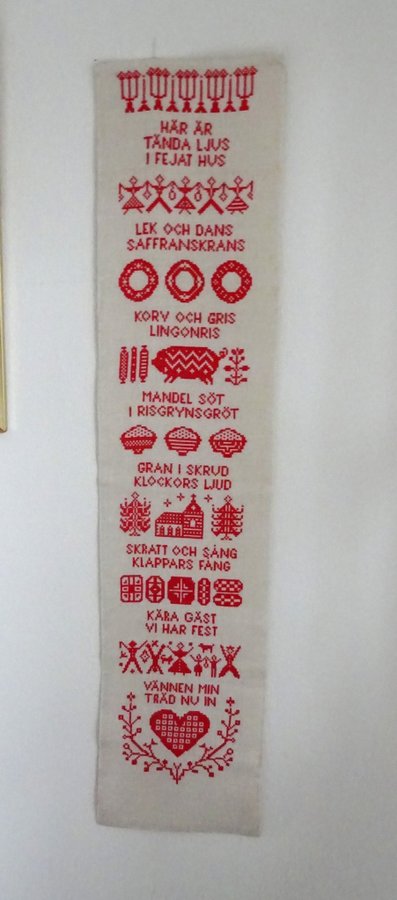 HÄR ÄR
TÄNDA LJUS
I FEJAT HUS
LEK OCH DANS
SAFFRANSKRANS
KORV OCH GRIS
LINGONRIS
MANDEL SÖT
I RISGRYNSGRÖT
GRAN I SKRUD
KLOCKORS LJUD
SKRATT OCH SÅNG
KLAPPARS FÅNG
KÄRA GÄST
VI HAR FEST
VÄNNEN MIN
TRÄD NU IN